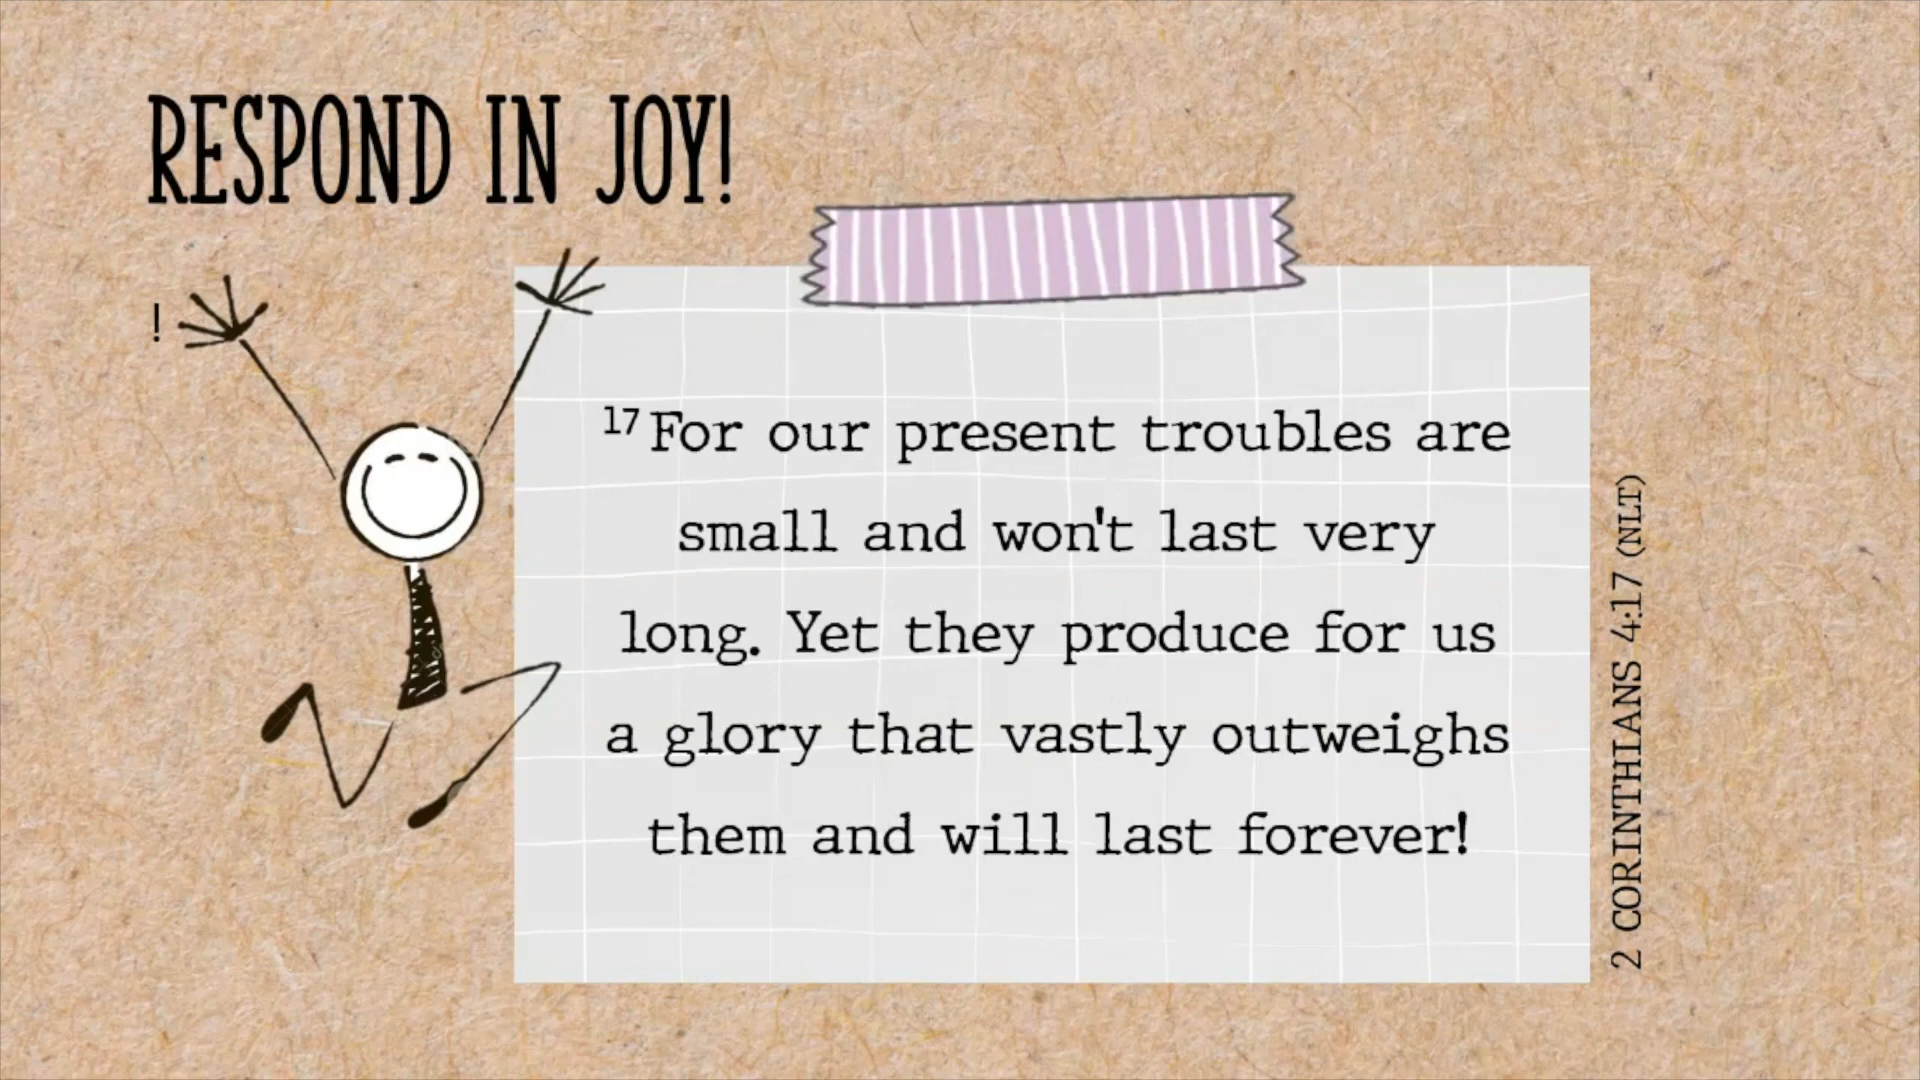 RESPOND IN JOY!
!
17 For our present troubles are
small and won't last very
long. Yet they produce for us
a glory that vastly outweighs
them and will last forever!
2 CORINTHIANS 4:17 (NLT)